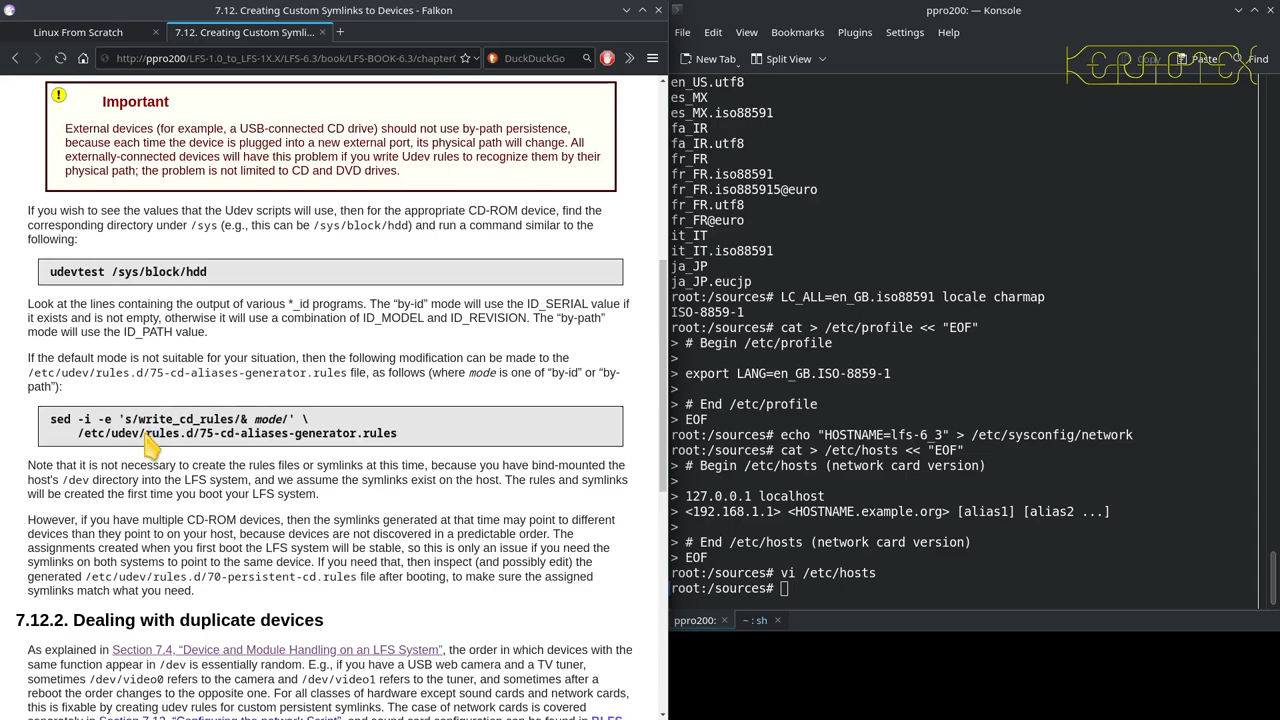 7.12. Creating Custom Symlinks to Devices - Falkon
Linux From Scratch
7.12. Creating Custom Symli...
http://ppro200/LFS-1.0_to_LFS-1X.X/LFS-6.3/book/LFS-BOOK-6.3/chapter
DuckDuckGo
Important
External devices (for example, a USB-connected CD drive) should not use by-path persistence,
because each time the device is plugged into a new external port, its physical path will change. All
externally-connected devices will have this problem if you write Udev rules to recognize them by their
physical path; the problem is not limited to CD and DVD drives.
If you wish to see the values that the Udev scripts will use, then for the appropriate CD-ROM device, find the
corresponding directory under /sys (e.g., this can be /sys/block/hdd) and run a command similar to the
following:
udevtest /sys/block/hdd
Look at the lines containing the output of various *_id programs. The “by-id” mode will use the ID_SERIAL value if
it exists and is not empty, otherwise it will use a combination of ID_MODEL and ID_REVISION. The “by-path”
mode will use the ID_PATH value.
If the default mode is not suitable for your situation, then the following modification can be made to the
/etc/udev/rules.d/75-cd-aliases-generator.rules file, as follows (where mode is one of “by-id” or “by-
path”):
sed -i -e 's/write_cd_rules/& mode/' \
/etc/udev/rules.d/75-cd-aliases-generator.rules
Note that it is not necessary to create the rules files or symlinks at this time, because you have bind-mounted the
host's /dev directory into the LFS system, and we assume the symlinks exist on the host. The rules and symlinks
will be created the first time you boot your LFS system.
However, if you have multiple CD-ROM devices, then the symlinks generated at that time may point to different
devices than they point to on your host, because devices are not discovered in a predictable order. The
assignments created when you first boot the LFS system will be stable, so this is only an issue if you need the
symlinks on both systems to point to the same device. If you need that, then inspect (and possibly edit) the
generated /etc/udev/rules.d/70-persistent-cd.rules file after booting, to make sure the assigned
symlinks match what you need.
7.12.2. Dealing with duplicate devices
As explained in Section 7.4, “Device and Module Handling on an LFS System”, the order in which devices with the
same function appear in /dev is essentially random. E.g., if you have a USB web camera and a TV tuner,
sometimes /dev/video0 refers to the camera and /dev/video1 refers to the tuner, and sometimes after a
reboot the order changes to the opposite one. For all classes of hardware except sound cards and network cards,
this is fixable by creating udev rules for custom persistent symlinks. The case of network cards is covered
separately in Section 7.13, “Configuring the network Script”, and sound card configuration can be found in BLFS.
ppro200: — Konsole
File Edit View Bookmarks Plugins Settings Help
New Tab Split View Copy Paste Find
en_US.utf8
es_MX
es_MX.iso88591
fa_IR
fa_IR.utf8
fr_FR
fr_FR.iso88591
fr_FR.iso885915@euro
fr_FR.utf8
fr_FR@euro
it_IT
it_IT.iso88591
ja_JP
ja_JP.eucjp
root:/sources# LC_ALL=en_GB.iso88591 locale charmap
ISO-8859-1
root:/sources# cat > /etc/profile << "EOF"
> # Begin /etc/profile
>
> export LANG=en_GB.ISO-8859-1
>
> # End /etc/profile
> EOF
root:/sources# echo "HOSTNAME=lfs-6_3" > /etc/sysconfig/network
root:/sources# cat > /etc/hosts << "EOF"
> # Begin /etc/hosts (network card version)
>
> 127.0.0.1 localhost
> <192.168.1.1> <HOSTNAME.example.org> [alias1] [alias2 ...]
>
> # End /etc/hosts (network card version)
> EOF
root:/sources# vi /etc/hosts
root:/sources#
ppro200:
~ : sh